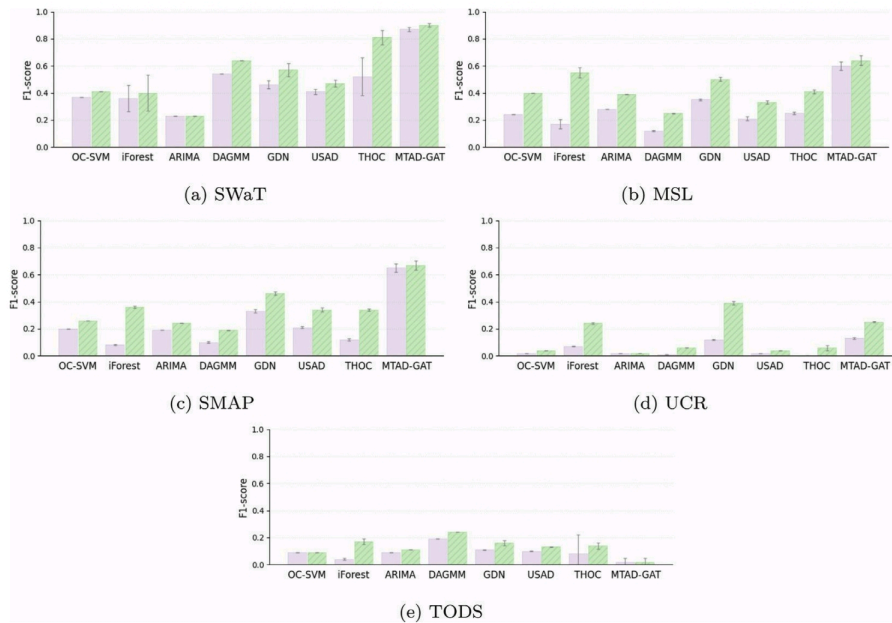 1.0
0.8
0.6
0.4
0.2
0.0
F1-score
OC-SVM iForest ARIMA DAGMM GDN USAD THOC MTAD-GAT
(a) SWaT
1.0
0.8
0.6
0.4
0.2
0.0
F1-score
OC-SVM iForest ARIMA DAGMM GDN USAD THOC MTAD-GAT
(b) MSL
1.0
0.8
0.6
0.4
0.2
0.0
F1-score
OC-SVM iForest ARIMA DAGMM GDN USAD THOC MTAD-GAT
(c) SMAP
1.0
0.8
0.6
0.4
0.2
0.0
F1-score
OC-SVM iForest ARIMA DAGMM GDN USAD THOC MTAD-GAT
(d) UCR
1.0
0.8
0.6
0.4
0.2
0.0
F1-score
OC-SVM iForest ARIMA DAGMM GDN USAD THOC MTAD-GAT
(e) TODS